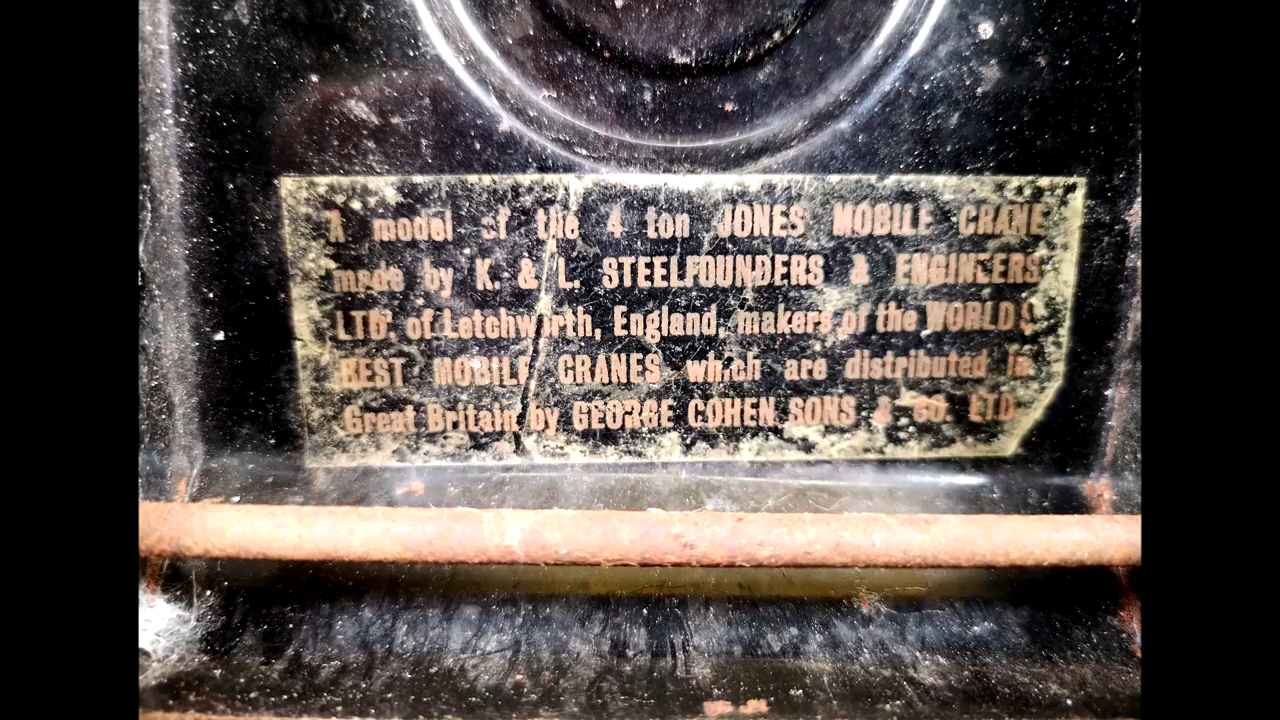 A model of the 4 ton JONES MOBILE CRANE
made by K. & L. STEELFOUNDERS & ENGINEERS
LTD. of Letchworth, England, makers of the WORLDS
BEST MOBILE CRANES which are distributed in
Great Britain by GEORGE COHEN SONS & CO. LTD.